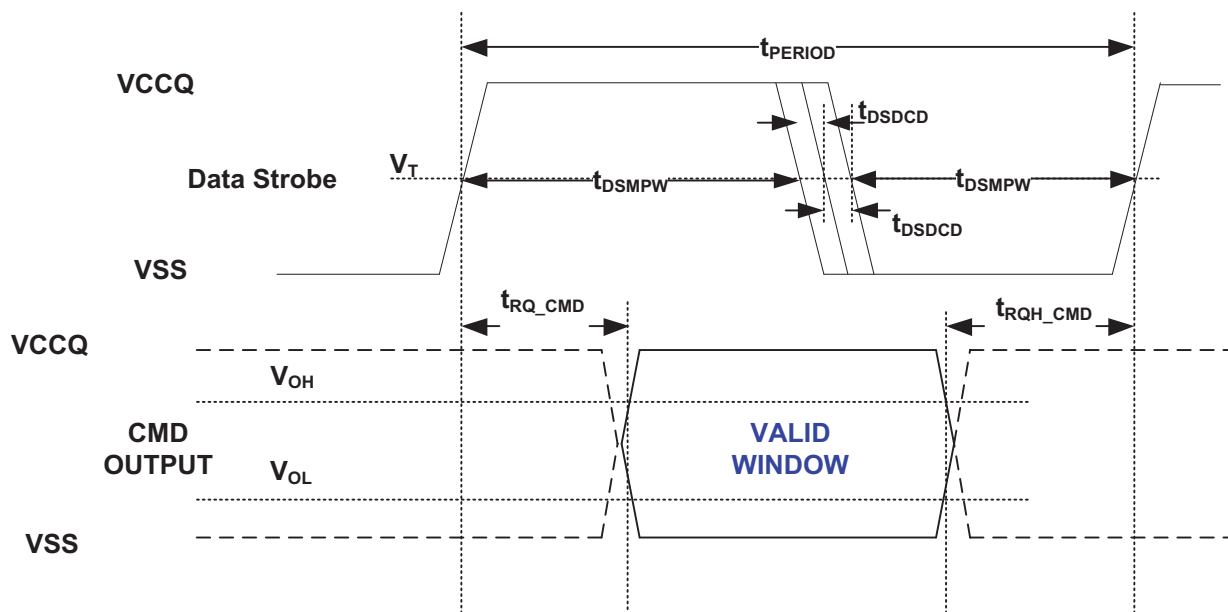 tPERIOD
VCCQ
tDSDCD
VT
Data Strobe
tDSMPW
tDSMPW
tDSDCD
VSS
tRQ_CMD
tRQH_CMD
VCCQ
VOH
CMD
OUTPUT
VALID
WINDOW
VOL
VSS